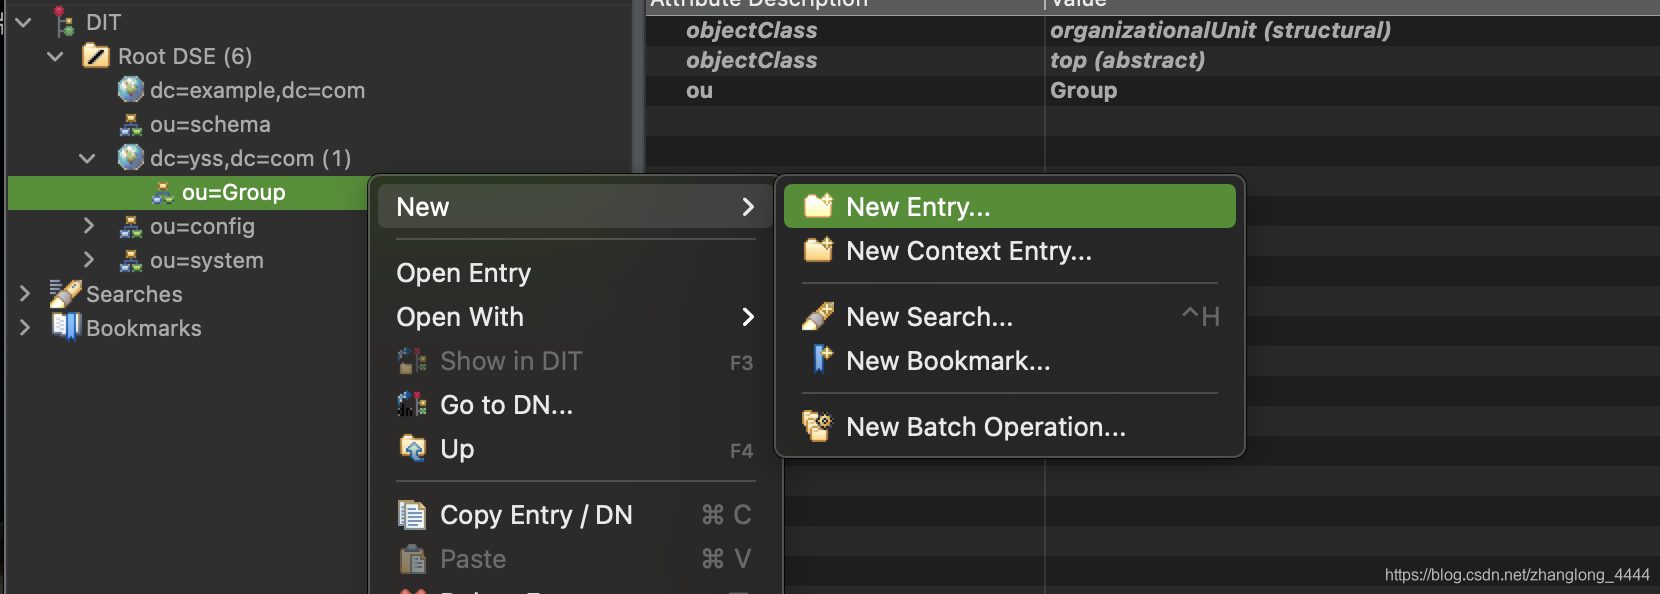 DIT
Root DSE (6)
dc=example,dc=com
ou=schema
dc=yss,dc=com (1)
ou=Group
ou=config
ou=system
Searches
Bookmarks
Attribute Description Value
objectClass organizationalUnit (structural)
objectClass top (abstract)
ou Group
New
Open Entry
Open With
Show in DIT F3
Go to DN...
Up F4
Copy Entry / DN ⌘ C
Paste ⌘ V
New Entry...
New Context Entry...
New Search... ^H
New Bookmark...
New Batch Operation...
https://blog.csdn.net/zhanglong_4444